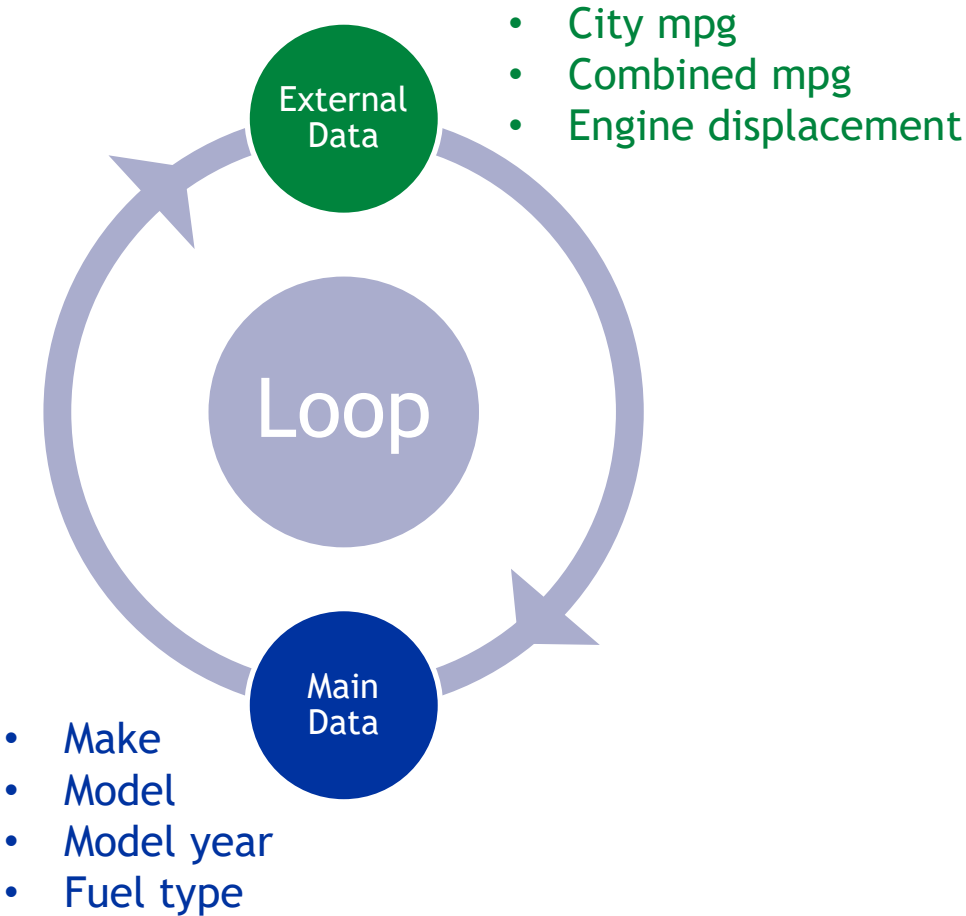 • City mpg
• Combined mpg
• Engine displacement
External
Data
Loop
Main
Data
• Make
• Model
• Model year
• Fuel type